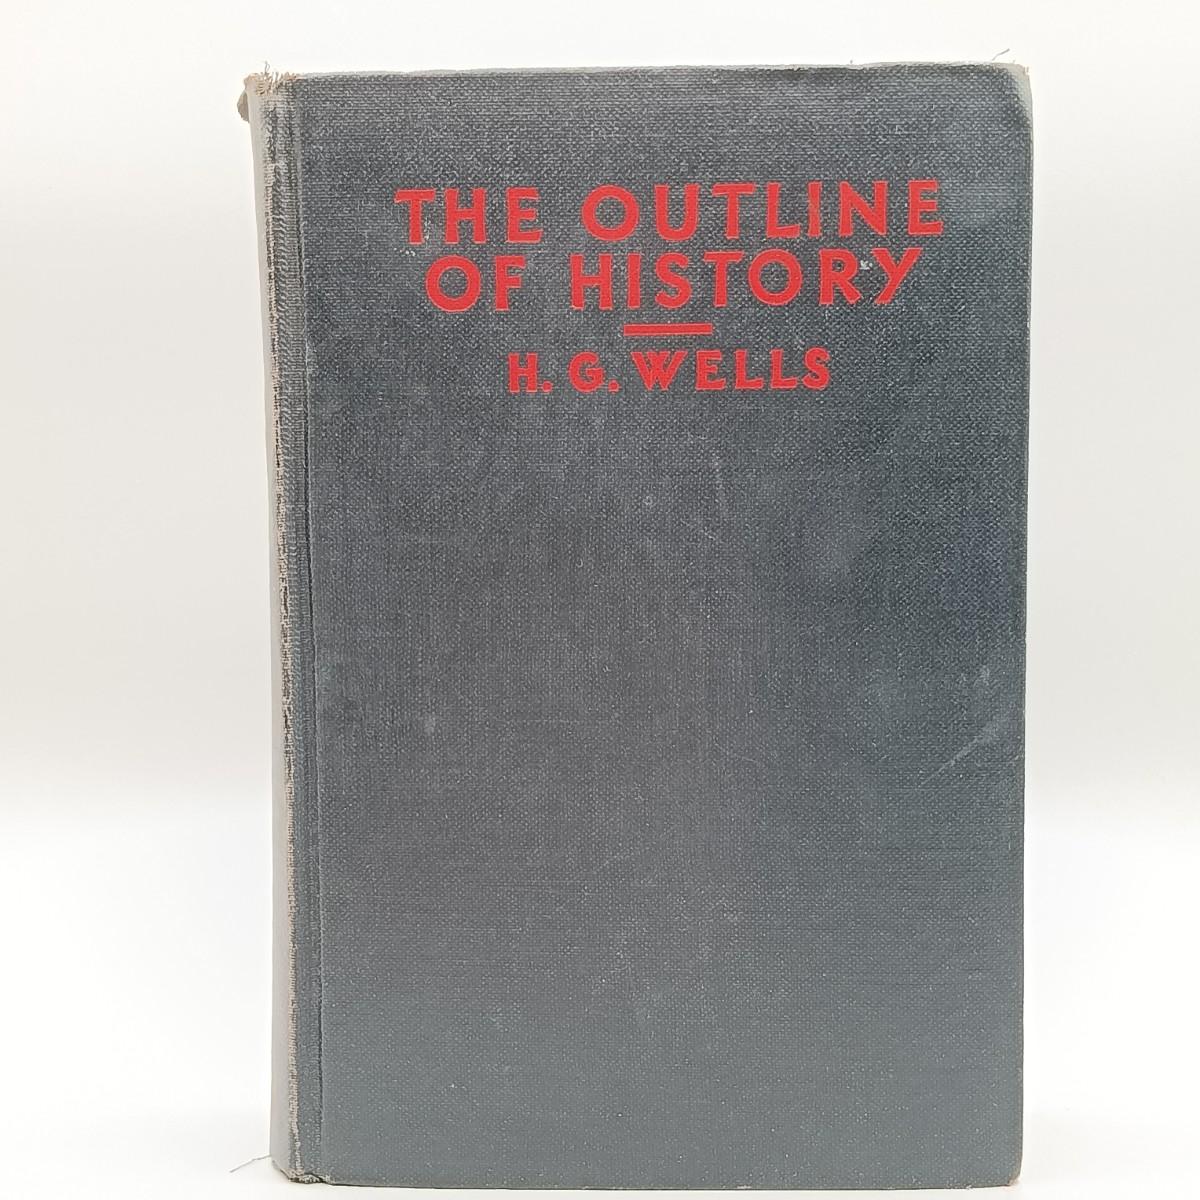 THE OUTLINE
OF HISTORY
H. G. WELLS